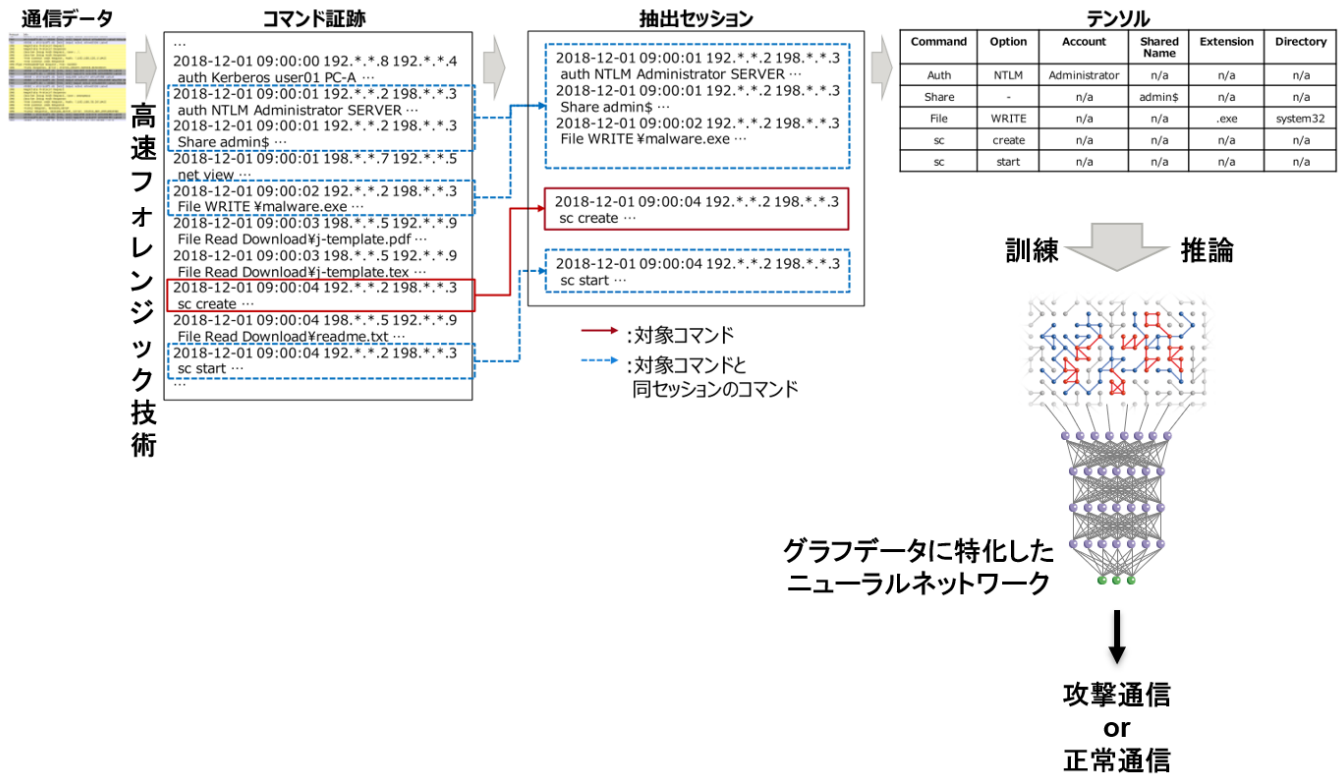 通信データ
コマンド証跡
抽出セッション
テンソル
高速フォレンジック技術
…
2018-12-01 09:00:00 192.*.*.8 192.*.*.4
auth Kerberos user01 PC-A …
2018-12-01 09:00:01 192.*.*.2 198.*.*.3
auth NTLM Administrator SERVER …
2018-12-01 09:00:01 192.*.*.2 198.*.*.3
Share admin$ …
2018-12-01 09:00:01 198.*.*.7 192.*.*.5
net view …
2018-12-01 09:00:02 192.*.*.2 198.*.*.3
File WRITE ¥malware.exe …
2018-12-01 09:00:03 198.*.*.5 192.*.*.9
File Read Download¥j-template.pdf …
2018-12-01 09:00:03 198.*.*.5 192.*.*.9
File Read Download¥j-template.tex …
2018-12-01 09:00:04 192.*.*.2 198.*.*.3
sc create …
2018-12-01 09:00:04 198.*.*.5 192.*.*.9
File Read Download¥readme.txt …
2018-12-01 09:00:04 192.*.*.2 198.*.*.3
sc start …
…
2018-12-01 09:00:01 192.*.*.2 198.*.*.3
auth NTLM Administrator SERVER …
2018-12-01 09:00:01 192.*.*.2 198.*.*.3
Share admin$ …
2018-12-01 09:00:02 192.*.*.2 198.*.*.3
File WRITE ¥malware.exe …
2018-12-01 09:00:04 192.*.*.2 198.*.*.3
sc create …
2018-12-01 09:00:04 192.*.*.2 198.*.*.3
sc start …
:対象コマンド
:対象コマンドと
同セッションのコマンド
Command Option Account Shared Name Extension Directory
Auth NTLM Administrator n/a n/a n/a
Share - n/a admin$ n/a n/a
File WRITE n/a n/a .exe system32
sc create n/a n/a n/a n/a
sc start n/a n/a n/a n/a
訓練 推論
グラフデータに特化した
ニューラルネットワーク
攻撃通信
or
正常通信